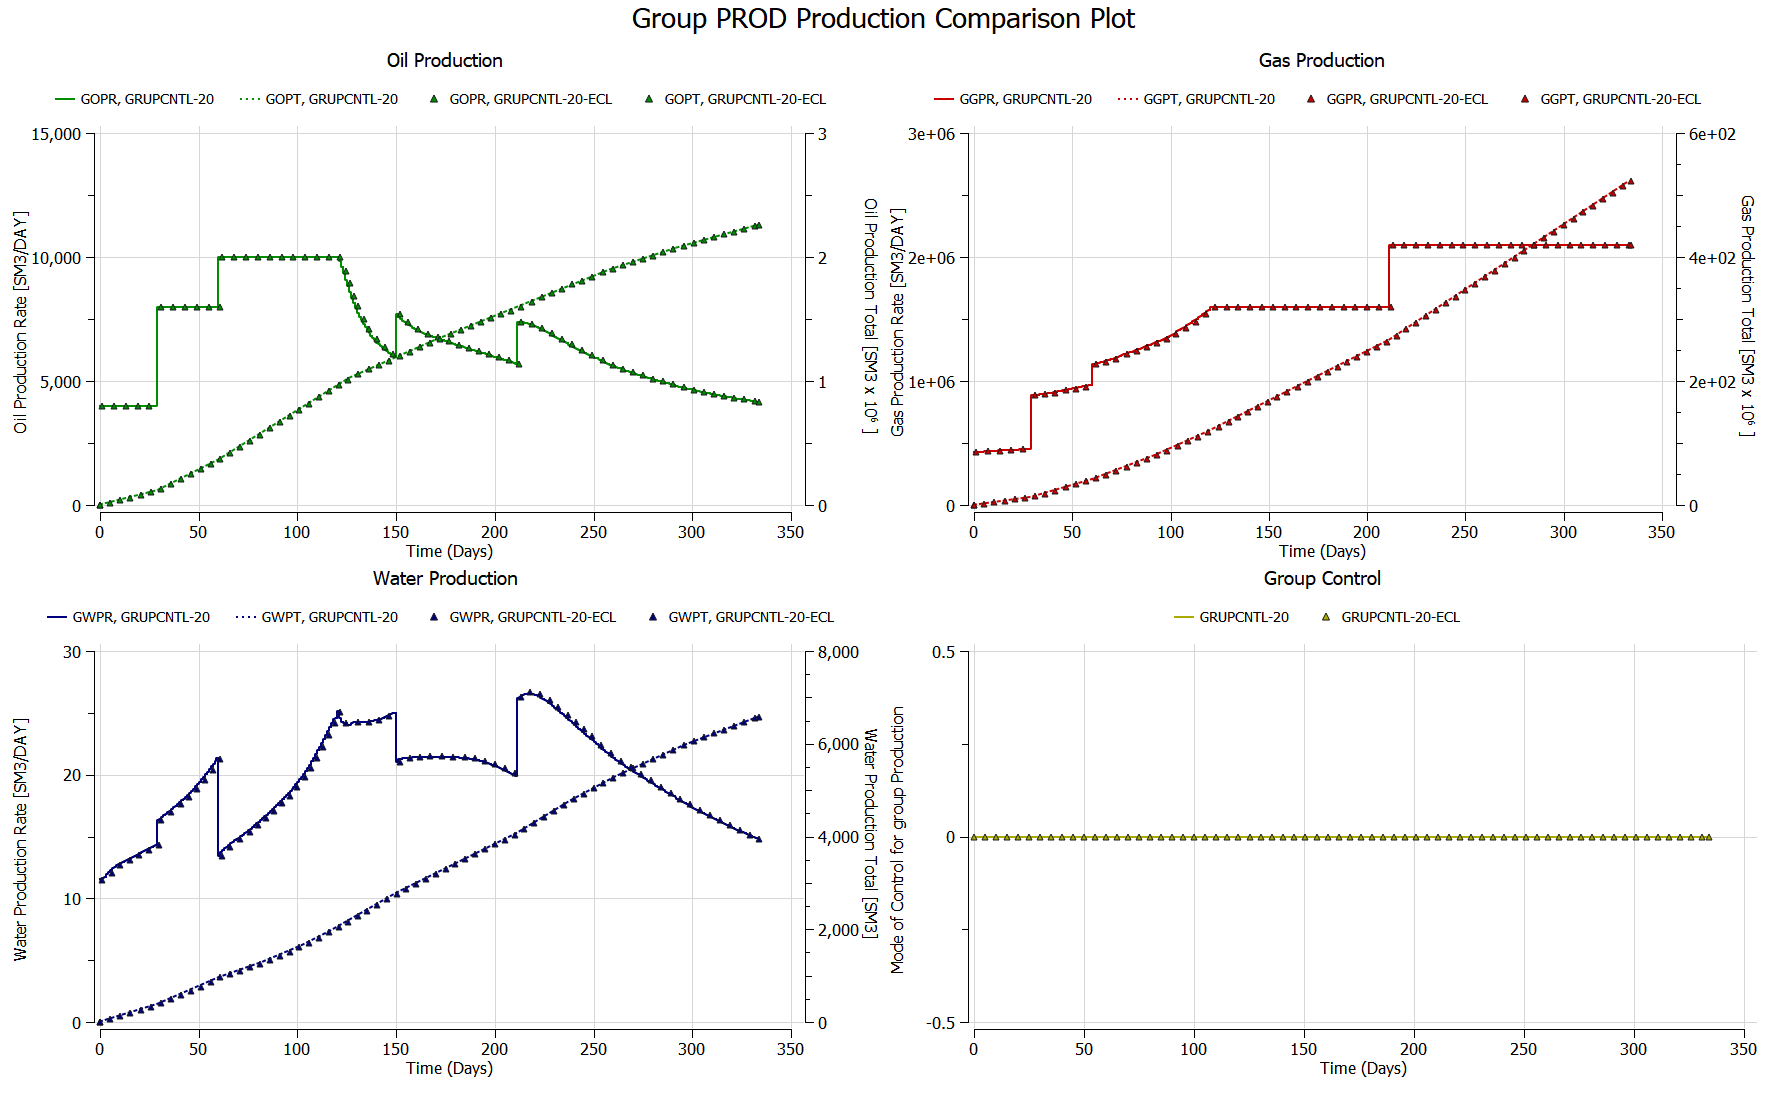 Group PROD Production Comparison Plot
Oil Production
GOPR, GRUPCNTL-20 GOPT, GRUPCNTL-20 GOPR, GRUPCNTL-20-ECL GOPT, GRUPCNTL-20-ECL
15,000
10,000
5,000
0
Oil Production Rate [SM3/DAY]
3
2
1
0
Oil Production Total [SM3 x 10⁶ ]
0 50 100 150 200 250 300 350
Time (Days)
Gas Production
GGPR, GRUPCNTL-20 GGPT, GRUPCNTL-20 GGPR, GRUPCNTL-20-ECL GGPT, GRUPCNTL-20-ECL
3e+06
2e+06
1e+06
0
Gas Production Rate [SM3/DAY]
6e+02
4e+02
2e+02
0
Gas Production Total [SM3 x 10⁶ ]
0 50 100 150 200 250 300 350
Time (Days)
Water Production
GWPR, GRUPCNTL-20 GWPT, GRUPCNTL-20 GWPR, GRUPCNTL-20-ECL GWPT, GRUPCNTL-20-ECL
30
20
10
0
Water Production Rate [SM3/DAY]
8,000
6,000
4,000
2,000
0
Water Production Total [SM3]
0 50 100 150 200 250 300 350
Time (Days)
Group Control
GRUPCNTL-20 GRUPCNTL-20-ECL
0.5
0
-0.5
Mode of Control for group Production
0 50 100 150 200 250 300 350
Time (Days)